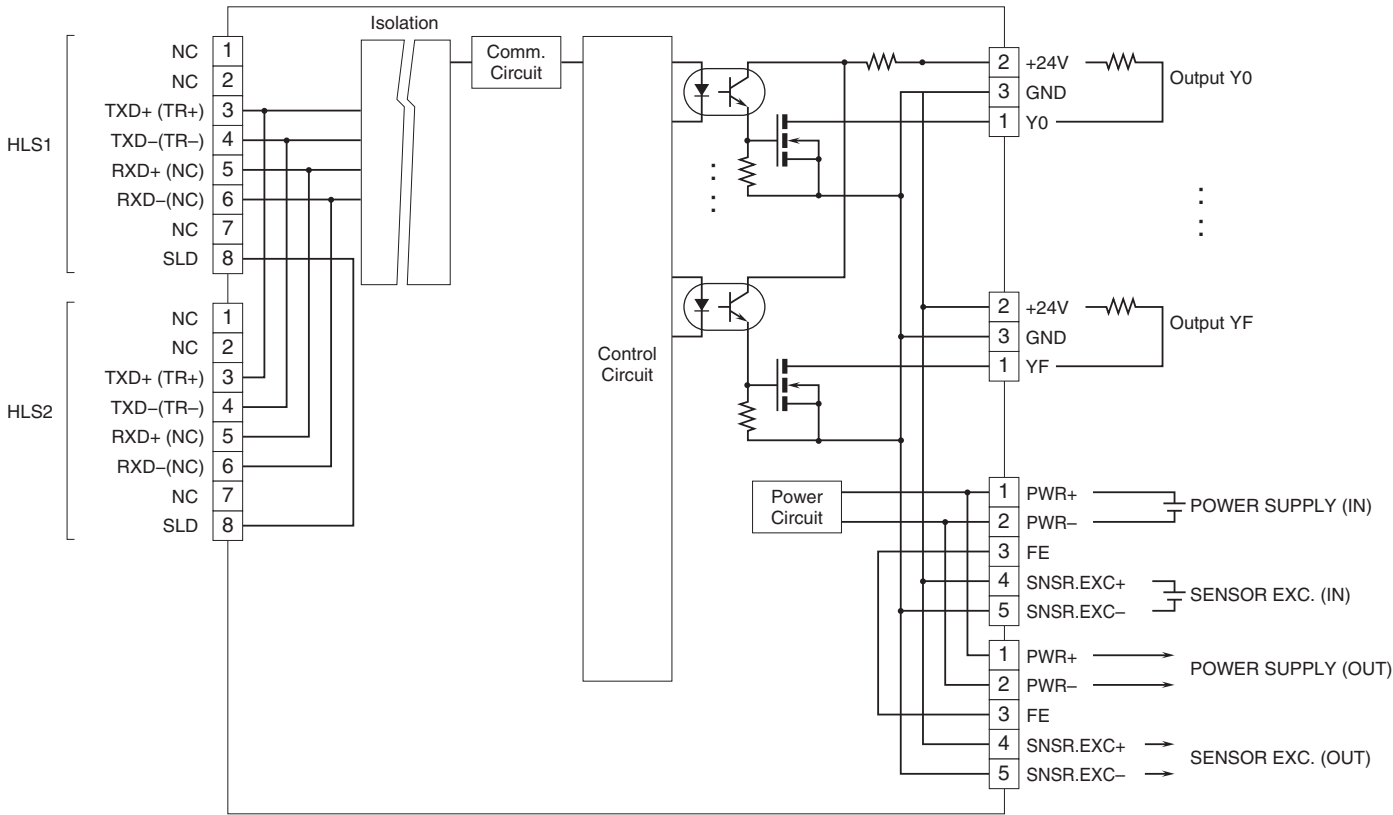 Isolation
HLS1
NC 1
NC 2
TXD+ (TR+) 3
TXD–(TR–) 4
RXD+ (NC) 5
RXD–(NC) 6
NC 7
SLD 8
HLS2
NC 1
NC 2
TXD+ (TR+) 3
TXD–(TR–) 4
RXD+ (NC) 5
RXD–(NC) 6
NC 7
SLD 8
Comm.
Circuit
Control
Circuit
Power
Circuit
2 +24V
3 GND
1 Y0
Output Y0
2 +24V
3 GND
1 YF
Output YF
1 PWR+
2 PWR–
POWER SUPPLY (IN)
3 FE
4 SNSR.EXC+
5 SNSR.EXC–
SENSOR EXC. (IN)
1 PWR+
2 PWR–
POWER SUPPLY (OUT)
3 FE
4 SNSR.EXC+
5 SNSR.EXC–
SENSOR EXC. (OUT)